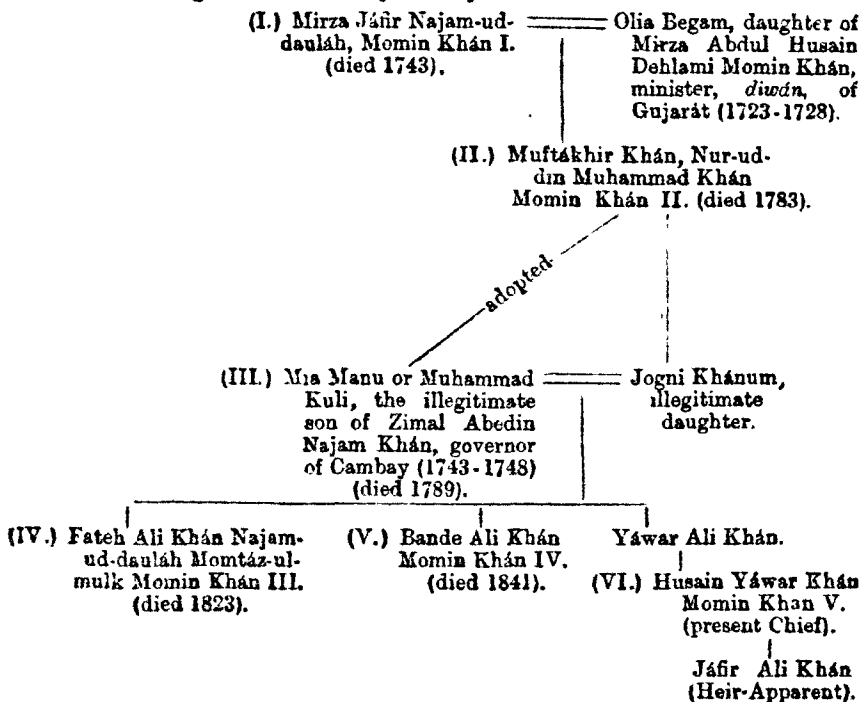 (I.) Mirza Jáfir Najam-ud-
dauláh, Momin Khán I.
(died 1743).
Olia Begam, daughter of
Mirza Abdul Husain
Dehlami Momin Khán,
minister, diwán, of
Gujarát (1723-1728).
(II.) Muftákhir Khán, Nur-ud-
din Muhammad Khán
Momin Khán II. (died 1783).
adopted
(III.) Mia Manu or Muhammad
Kuli, the illegitimate
son of Zimal Abedin
Najam Khán, governor
of Cambay (1743-1748)
(died 1789).
Jogni Khánum,
illegitimate
daughter.
(IV.) Fateh Ali Khán Najam-
ud-dauláh Momtáz-ul-
mulk Momin Khán III.
(died 1823).
(V.) Bande Ali Khán
Momin Khán IV.
(died 1841).
Yáwar Ali Khán.
(VI.) Husain Yáwar Khán
Momin Khan V.
(present Chief).
Jáfir Ali Khán
(Heir-Apparent).